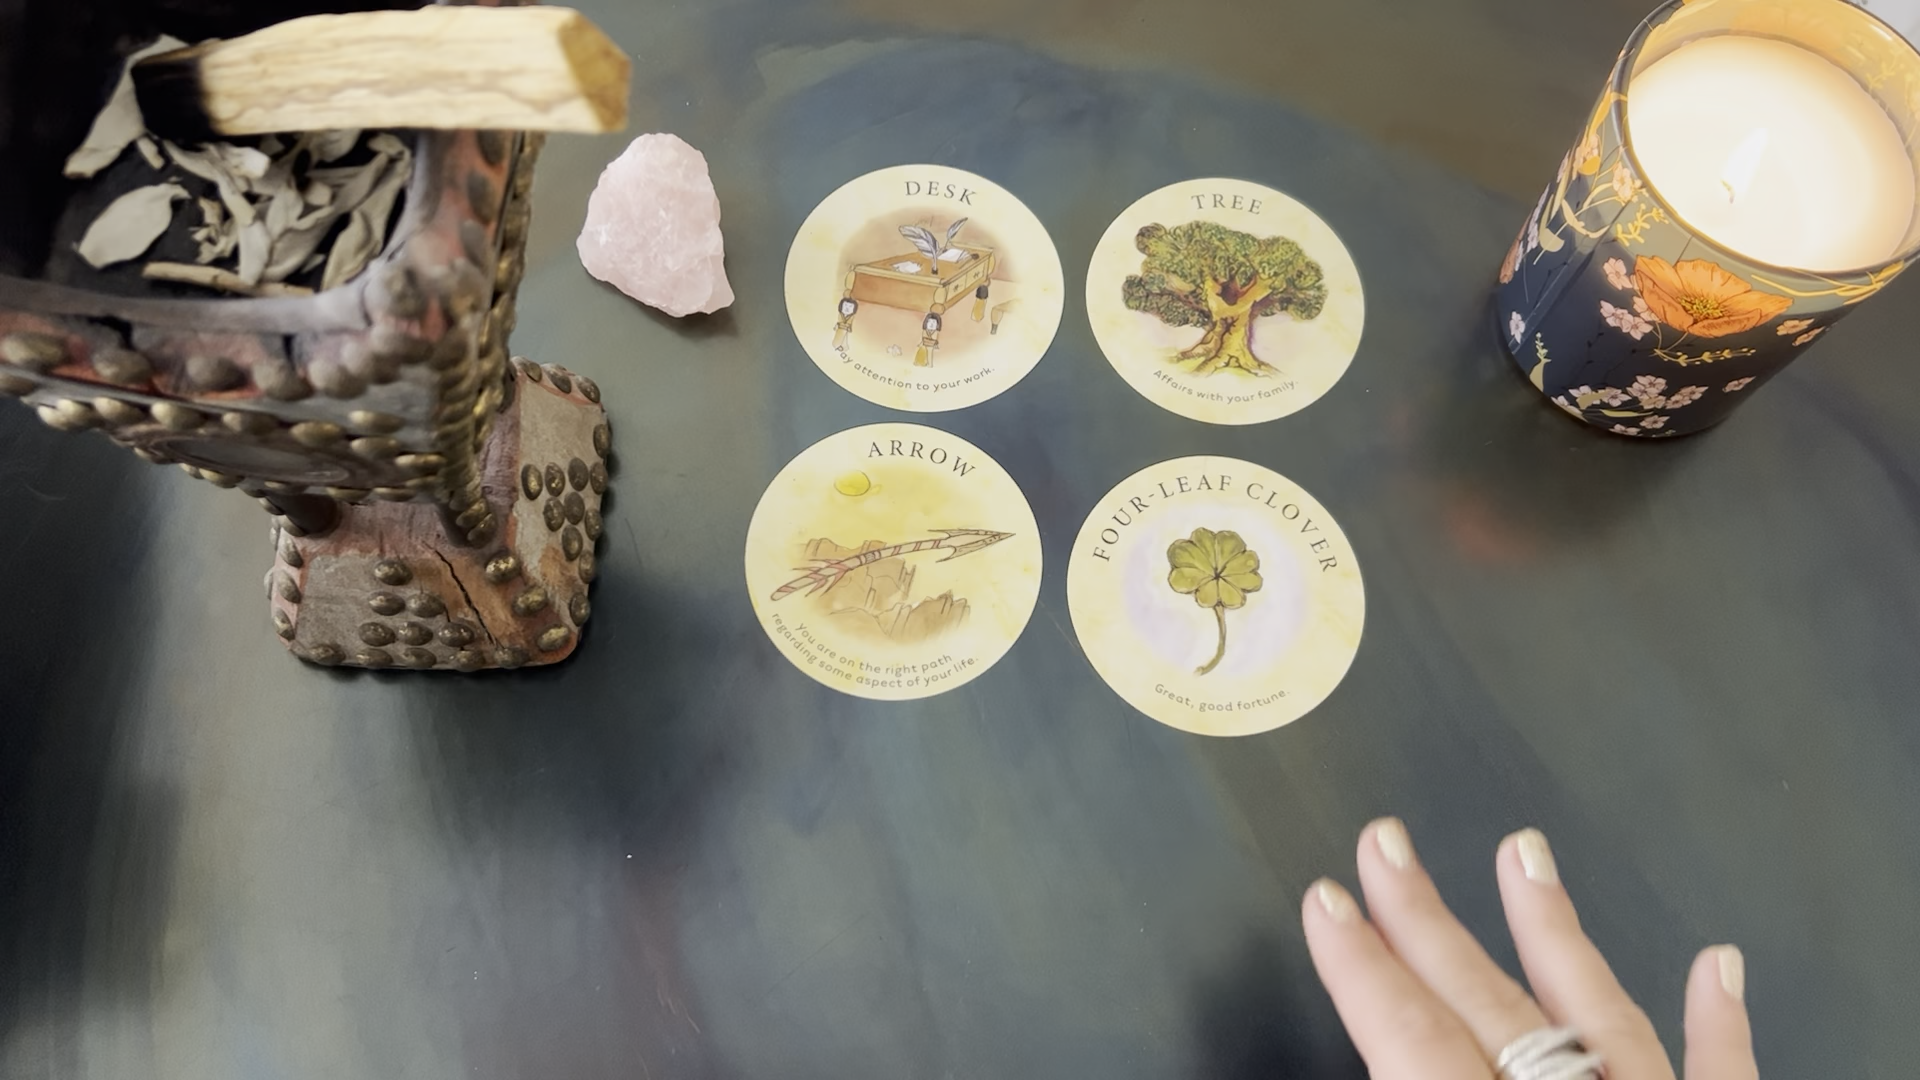 DESK
Pay attention to your work.
TREE
Affairs with your family.
ARROW
You are on the right path
regarding some aspect of your life.
FOUR-LEAF CLOVER
Great, good fortune.